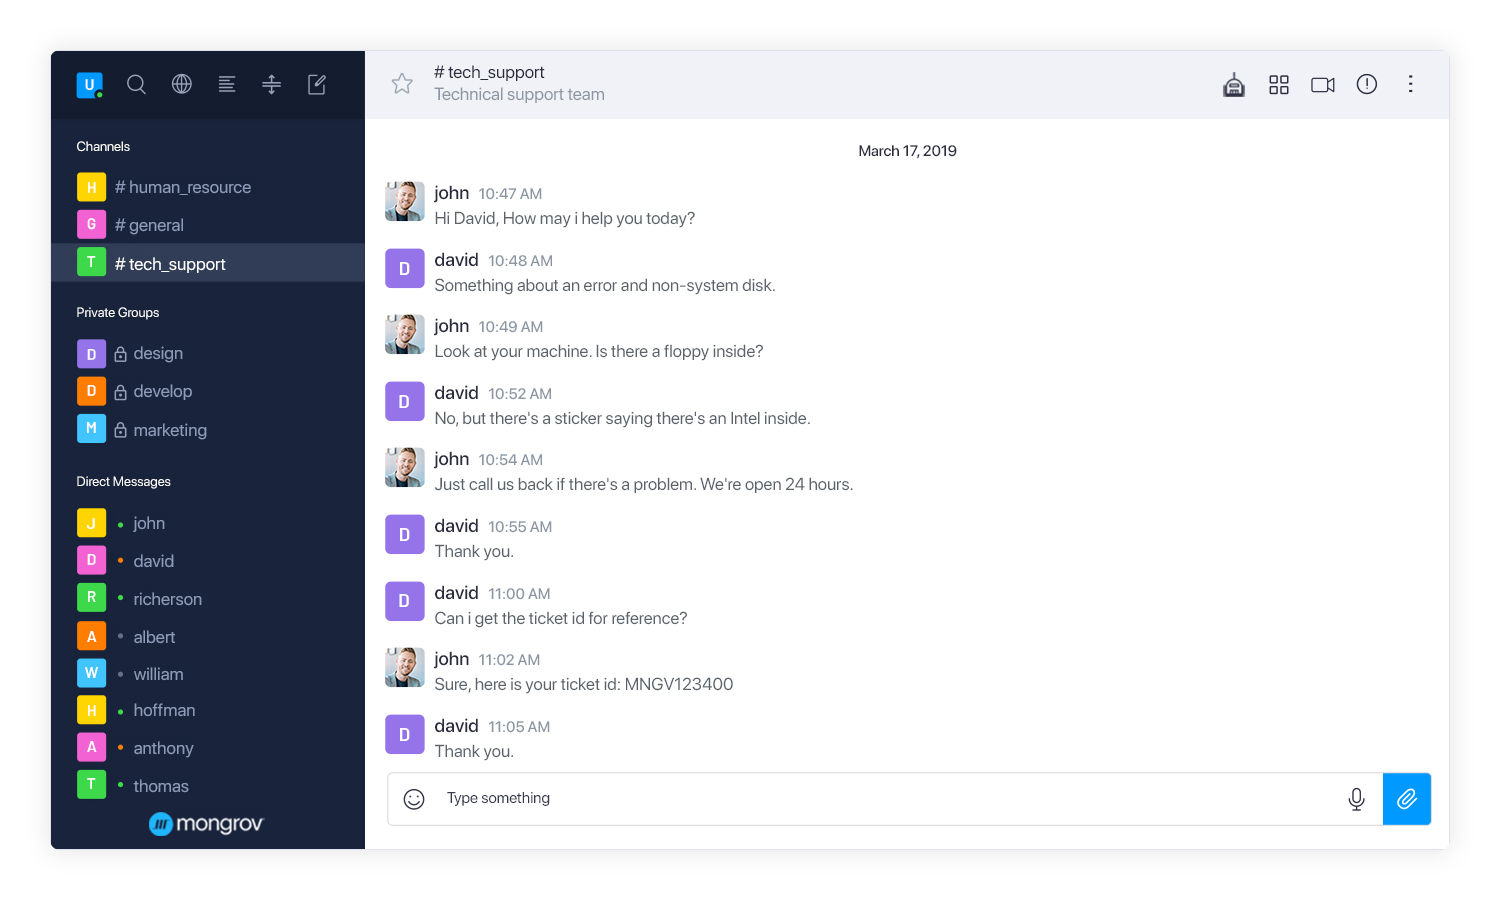 U
Channels
H # human_resource
G # general
T # tech_support
Private Groups
D design
D develop
M marketing
Direct Messages
J john
D david
R richerson
A albert
W william
H hoffman
A anthony
T thomas
mongrov
# tech_support
Technical support team
March 17, 2019
john 10:47 AM
Hi David, How may i help you today?
D david 10:48 AM
Something about an error and non-system disk.
john 10:49 AM
Look at your machine. Is there a floppy inside?
D david 10:52 AM
No, but there's a sticker saying there's an Intel inside.
john 10:54 AM
Just call us back if there's a problem. We're open 24 hours.
D david 10:55 AM
Thank you.
D david 11:00 AM
Can i get the ticket id for reference?
john 11:02 AM
Sure, here is your ticket id: MNGV123400
D david 11:05 AM
Thank you.
Type something